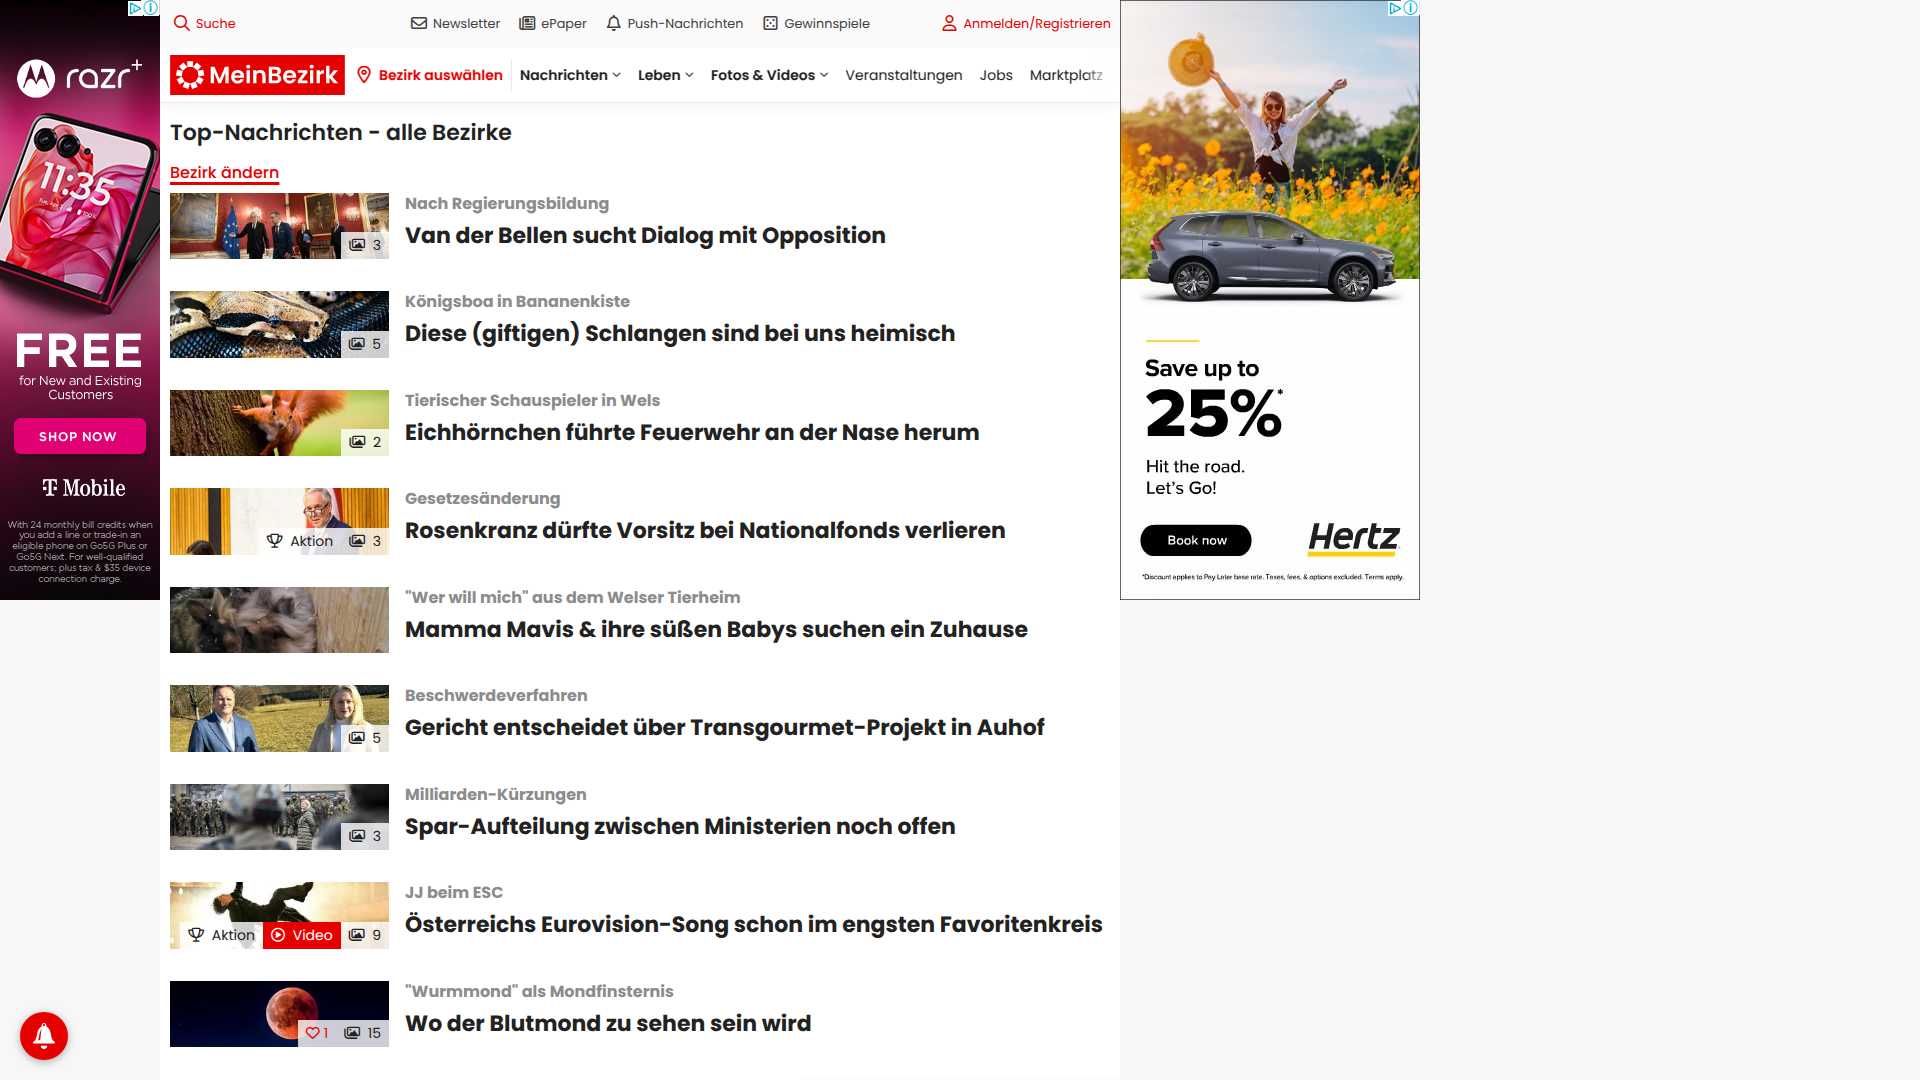 razr+
11:35
FREE
for New and Existing
Customers
SHOP NOW
T Mobile
With 24 monthly bill credits when
you add a line or trade-in an
eligible phone on Go5G Plus or
Go5G Next. For well-qualified
customers; plus tax & $35 device
connection charge.
Suche
Newsletter
ePaper
Push-Nachrichten
Gewinnspiele
Anmelden/Registrieren
MeinBezirk
Bezirk auswählen
Nachrichten
Leben
Fotos & Videos
Veranstaltungen
Jobs
Marktplatz
Top-Nachrichten - alle Bezirke
Bezirk ändern
3
Nach Regierungsbildung
Van der Bellen sucht Dialog mit Opposition
5
Königsboa in Bananenkiste
Diese (giftigen) Schlangen sind bei uns heimisch
2
Tierischer Schauspieler in Wels
Eichhörnchen führte Feuerwehr an der Nase herum
Aktion 3
Gesetzesänderung
Rosenkranz dürfte Vorsitz bei Nationalfonds verlieren
"Wer will mich" aus dem Welser Tierheim
Mamma Mavis & ihre süßen Babys suchen ein Zuhause
5
Beschwerdeverfahren
Gericht entscheidet über Transgourmet-Projekt in Auhof
3
Milliarden-Kürzungen
Spar-Aufteilung zwischen Ministerien noch offen
Aktion Video 9
JJ beim ESC
Österreichs Eurovision-Song schon im engsten Favoritenkreis
1 15
"Wurmmond" als Mondfinsternis
Wo der Blutmond zu sehen sein wird
Save up to
25%*
Hit the road.
Let's Go!
Book now
Hertz
*Discount applies to Pay Later base rate. Taxes, fees, & options excluded. Terms apply.